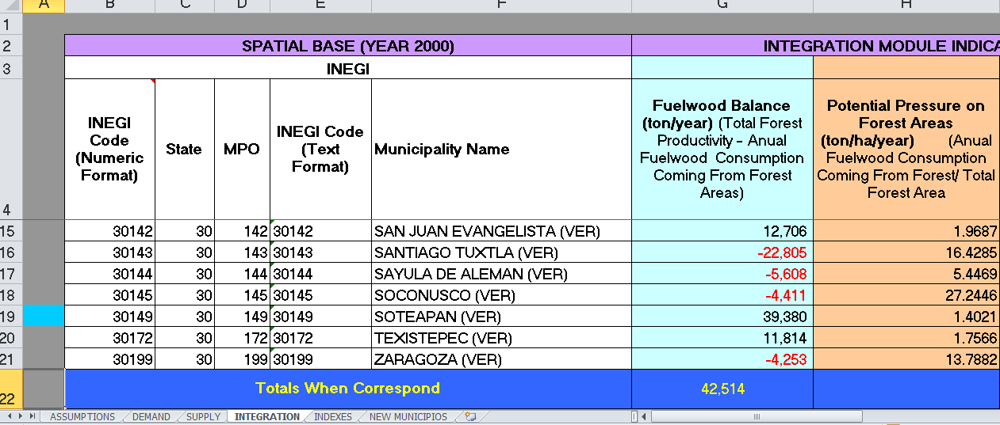 A B C D E F G H
1
2 SPATIAL BASE (YEAR 2000) INTEGRATION MODULE INDICA
3 INEGI
4
INEGI
Code
(Numeric
Format)
State
MPO
INEGI Code
(Text
Format)
Municipality Name
Fuelwood Balance
(ton/year) (Total Forest
Productivity - Anual
Fuelwood Consumption
Coming From Forest
Areas)
Potential Pressure on
Forest Areas
(ton/ha/year) (Anual
Fuelwood Consumption
Coming From Forest/ Total
Forest Area
15 30142 30 142 30142 SAN JUAN EVANGELISTA (VER) 12,706 1.9687
16 30143 30 143 30143 SANTIAGO TUXTLA (VER) -22,805 16.4285
17 30144 30 144 30144 SAYULA DE ALEMAN (VER) -5,608 5.4469
18 30145 30 145 30145 SOCONUSCO (VER) -4,411 27.2446
19 30149 30 149 30149 SOTEAPAN (VER) 39,380 1.4021
20 30172 30 172 30172 TEXISTEPEC (VER) 11,814 1.7566
21 30199 30 199 30199 ZARAGOZA (VER) -4,253 13.7882
22 Totals When Correspond 42,514
ASSUMPTIONS DEMAND SUPPLY INTEGRATION INDEXES NEW MUNICIPIOS